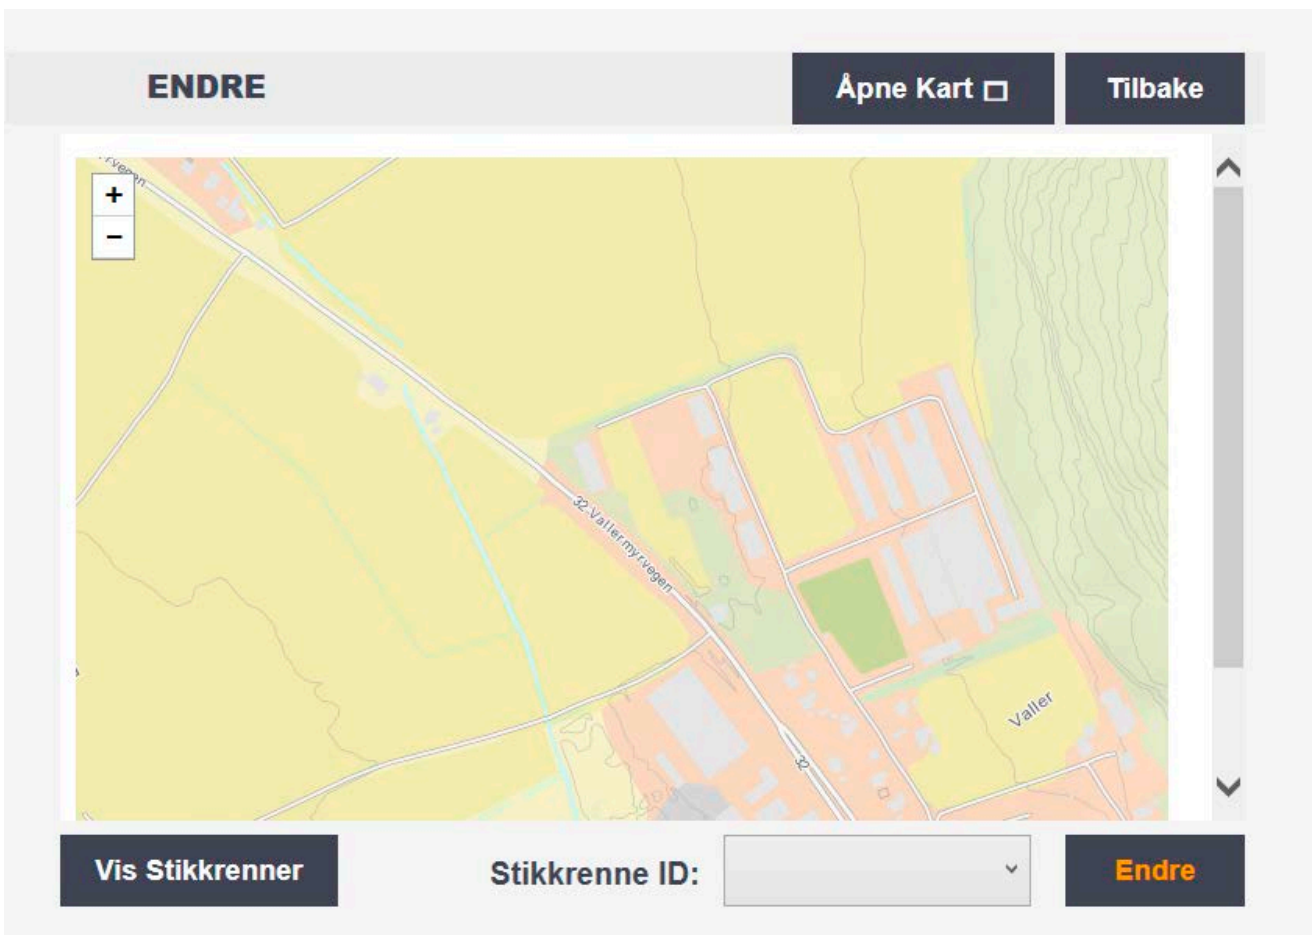 ENDRE
Åpne Kart
Tilbake
+
−
32-Vallermyrvegen
Valler
32
Vis Stikkrenner
Stikkrenne ID:
Endre